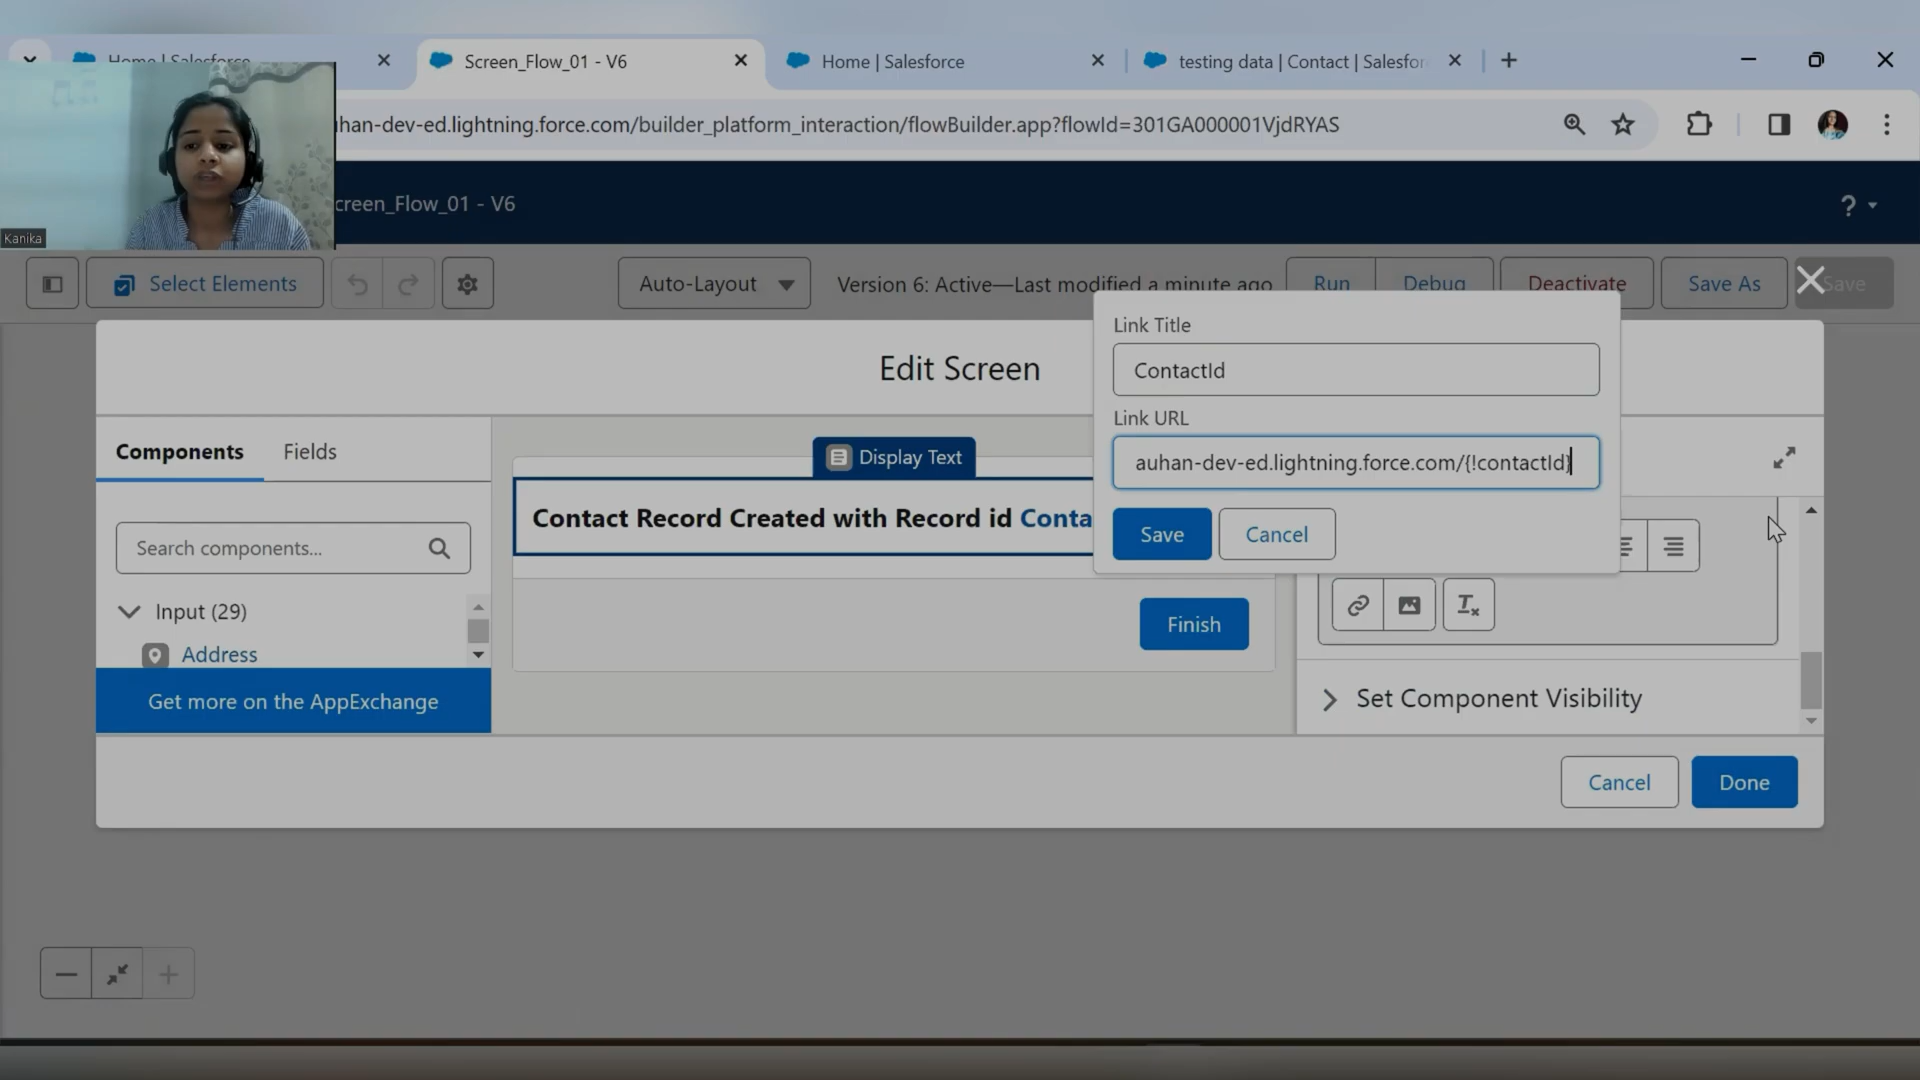 Home | Salesforce
Screen_Flow_01 - V6
Home | Salesforce
testing data | Contact | Salesfor
uhan-dev-ed.lightning.force.com/builder_platform_interaction/flowBuilder.app?flowId=301GA000001VjdRYAS
creen_Flow_01 - V6
?
Kanika
Select Elements
Auto-Layout
Version 6: Active—Last modified a minute ago
Run
Debug
Deactivate
Save As
Save
Edit Screen
Link Title
ContactId
Link URL
auhan-dev-ed.lightning.force.com/{!contactId}
Save
Cancel
Components
Fields
Search components...
Input (29)
Address
Get more on the AppExchange
Display Text
Contact Record Created with Record id Conta
Finish
Set Component Visibility
Cancel
Done